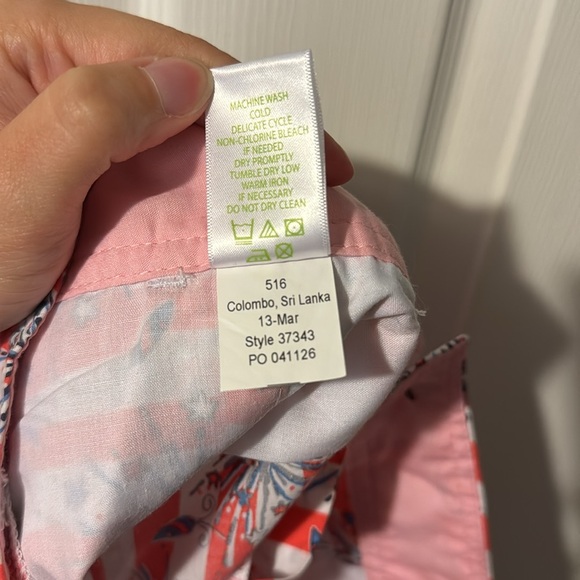 MACHINE WASH
COLD
DELICATE CYCLE
NON-CHLORINE BLEACH
IF NEEDED
DRY PROMPTLY
TUMBLE DRY LOW
WARM IRON
IF NECESSARY
DO NOT DRY CLEAN
516
Colombo, Sri Lanka
13-Mar
Style 37343
PO 041126